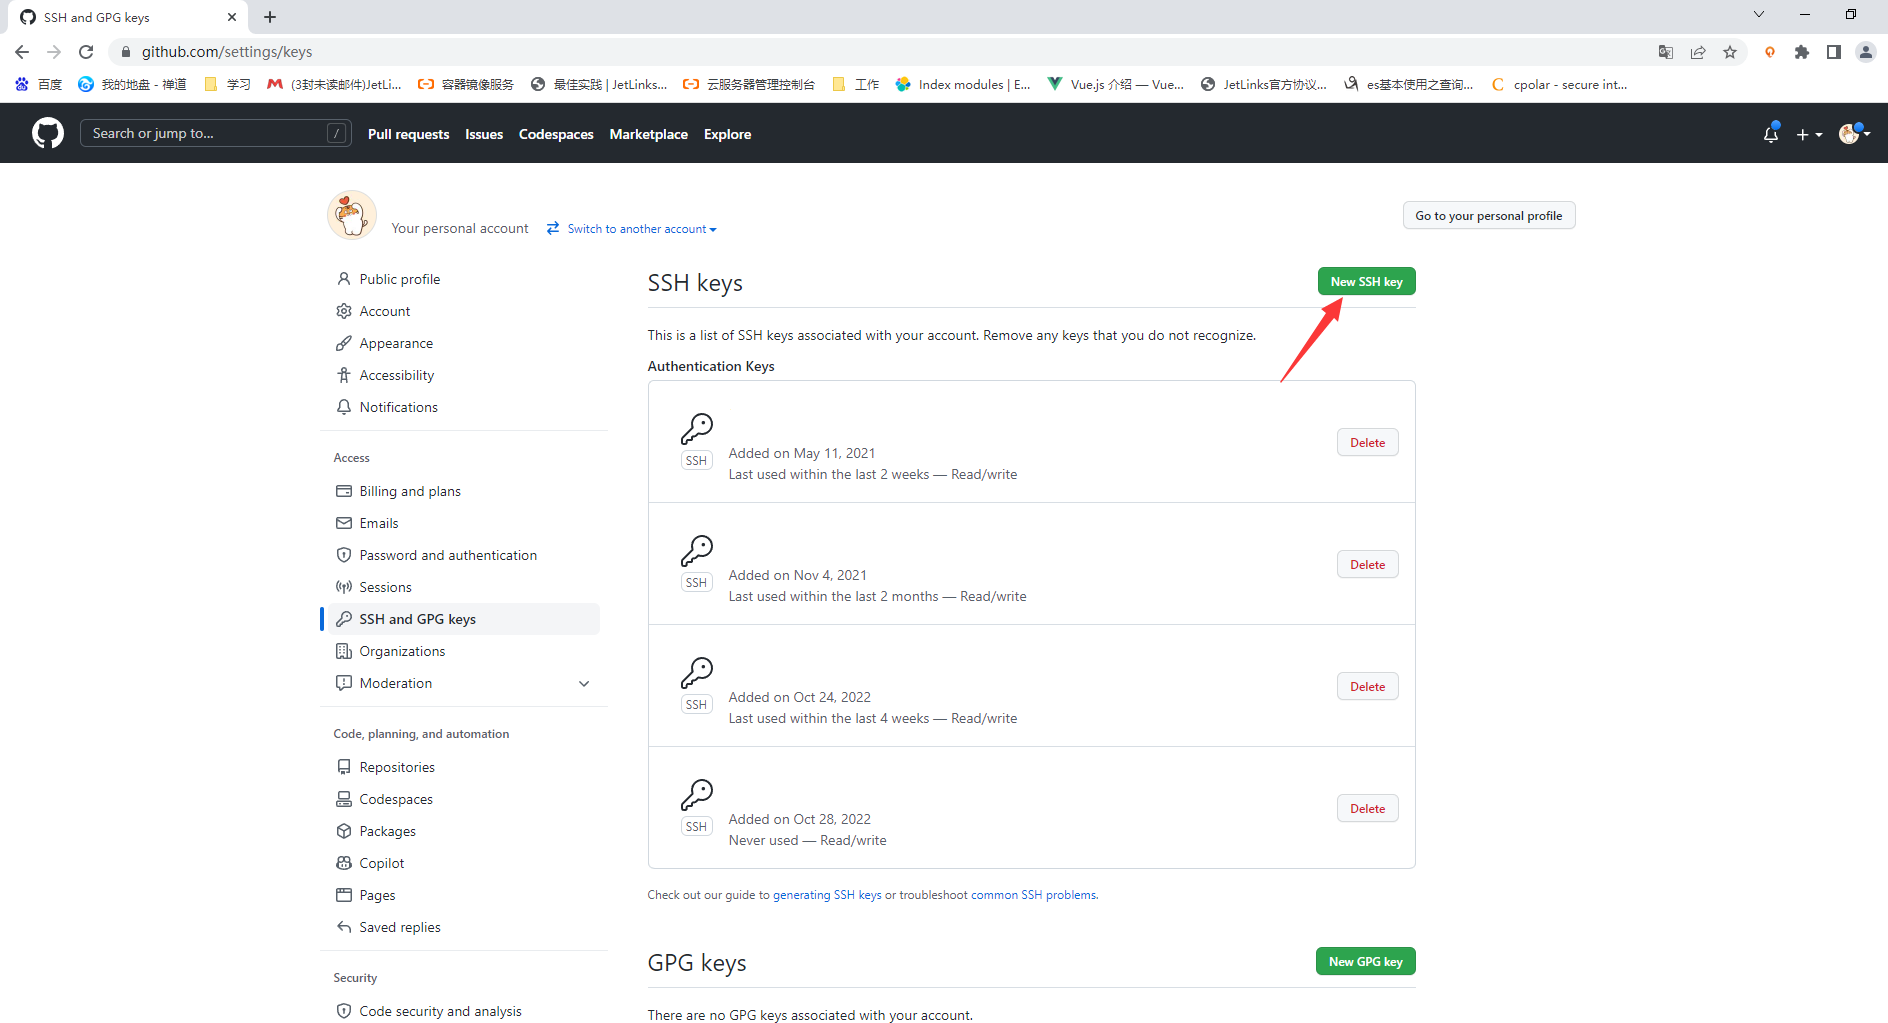 SSH and GPG keys
github.com/settings/keys
百度
我的地盘 - 禅道
学习
(3封未读邮件)JetLi...
容器镜像服务
最佳实践 | JetLinks...
云服务器管理控制台
工作
Index modules | E...
Vue.js 介绍 — Vue...
JetLinks官方协议...
es基本使用之查询...
cpolar - secure int...
Search or jump to...
/
Pull requests
Issues
Codespaces
Marketplace
Explore
Your personal account
Switch to another account
Go to your personal profile
Public profile
Account
Appearance
Accessibility
Notifications
Access
Billing and plans
Emails
Password and authentication
Sessions
SSH and GPG keys
Organizations
Moderation
Code, planning, and automation
Repositories
Codespaces
Packages
Copilot
Pages
Saved replies
Security
Code security and analysis
SSH keys
New SSH key
This is a list of SSH keys associated with your account. Remove any keys that you do not recognize.
Authentication Keys
SSH
Added on May 11, 2021
Last used within the last 2 weeks — Read/write
Delete
SSH
Added on Nov 4, 2021
Last used within the last 2 months — Read/write
Delete
SSH
Added on Oct 24, 2022
Last used within the last 4 weeks — Read/write
Delete
SSH
Added on Oct 28, 2022
Never used — Read/write
Delete
Check out our guide to generating SSH keys or troubleshoot common SSH problems.
GPG keys
New GPG key
There are no GPG keys associated with your account.